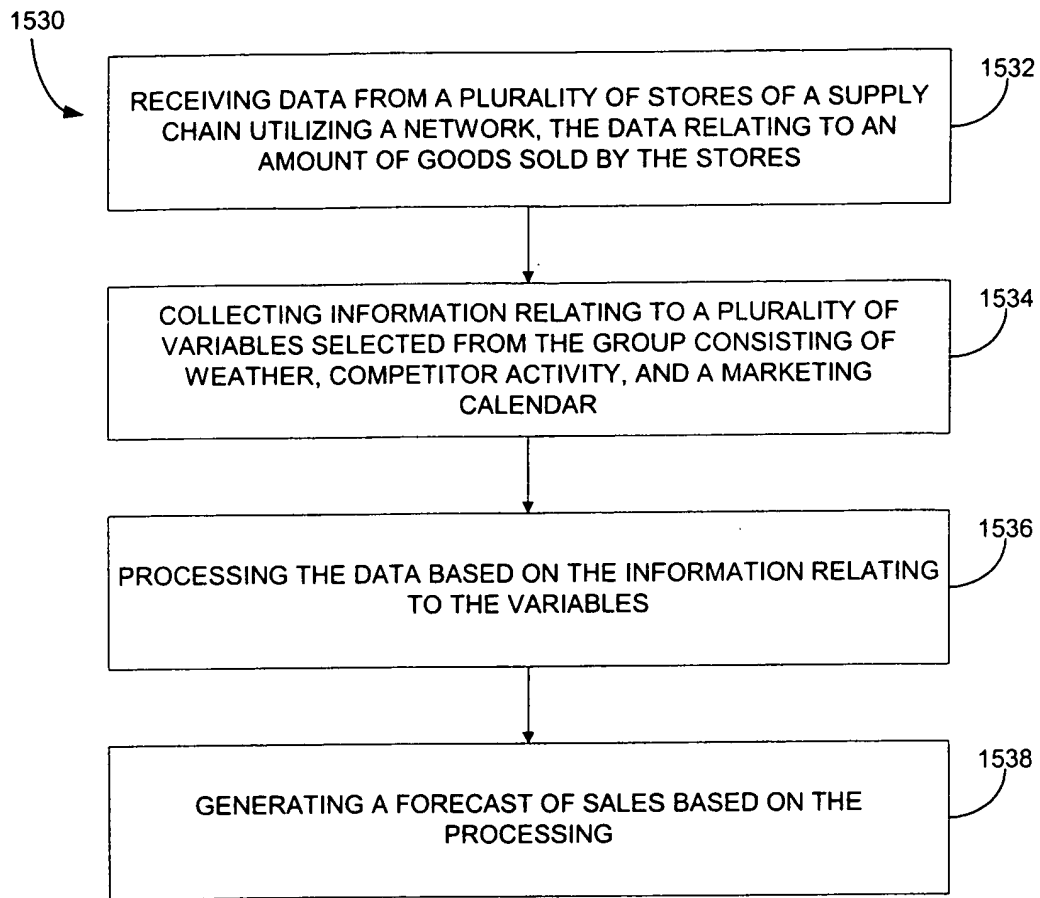 1530
1532
RECEIVING DATA FROM A PLURALITY OF STORES OF A SUPPLY
CHAIN UTILIZING A NETWORK, THE DATA RELATING TO AN
AMOUNT OF GOODS SOLD BY THE STORES
1534
COLLECTING INFORMATION RELATING TO A PLURALITY OF
VARIABLES SELECTED FROM THE GROUP CONSISTING OF
WEATHER, COMPETITOR ACTIVITY, AND A MARKETING
CALENDAR
1536
PROCESSING THE DATA BASED ON THE INFORMATION RELATING
TO THE VARIABLES
1538
GENERATING A FORECAST OF SALES BASED ON THE
PROCESSING